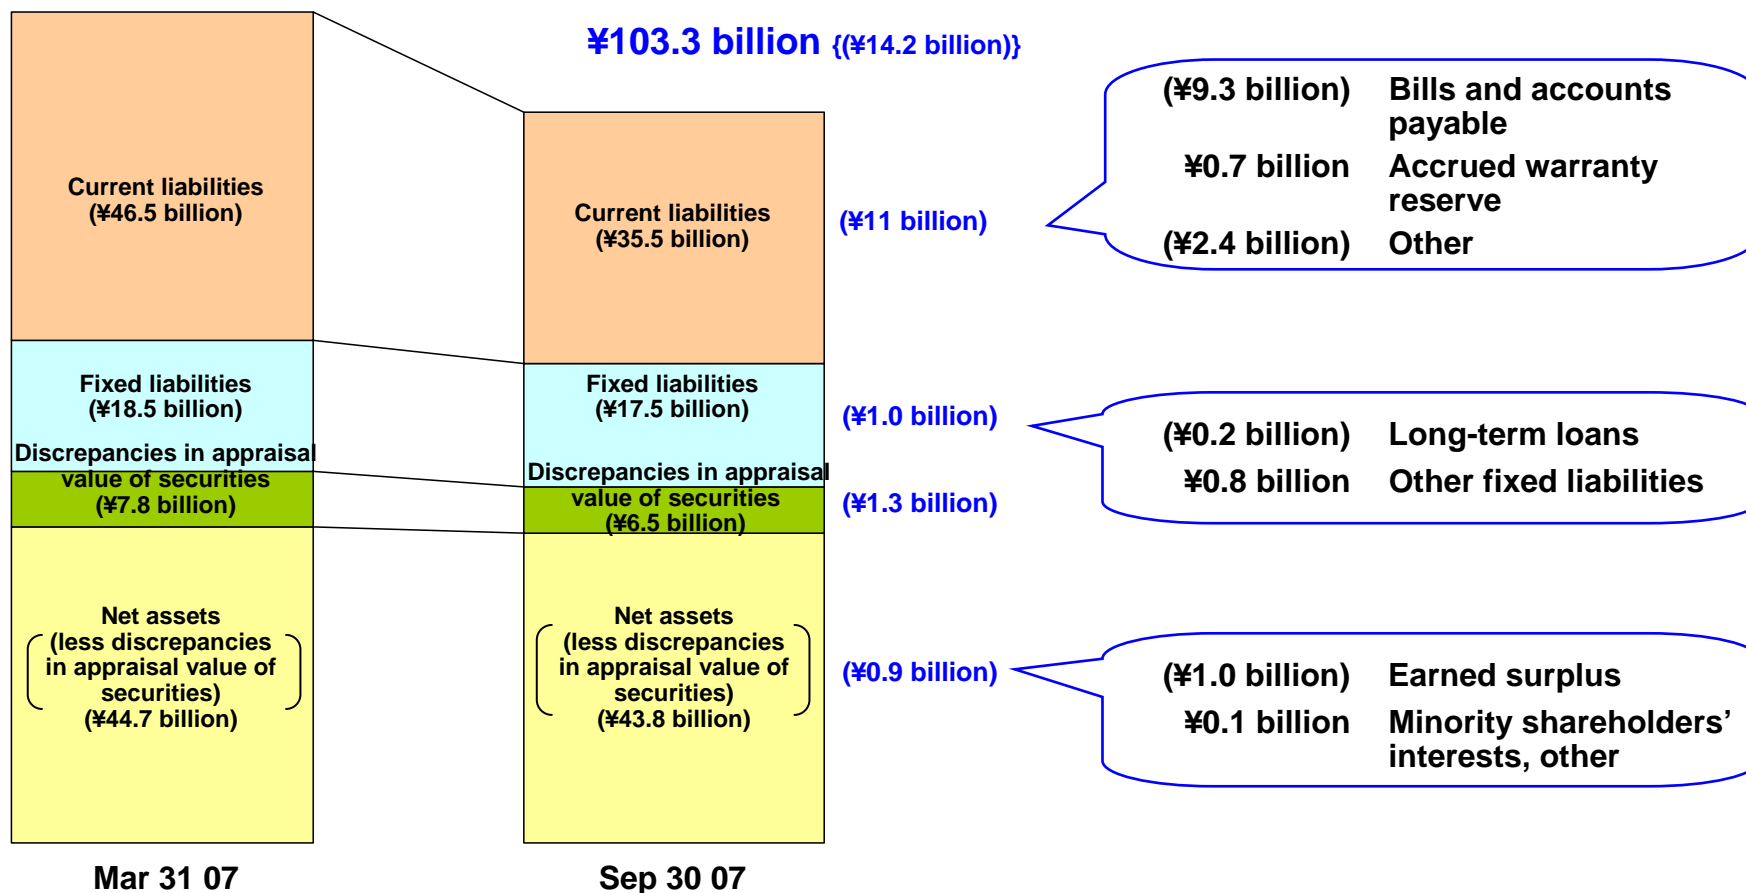 ¥103.3 billion {(¥14.2 billion)}
Current liabilities
(¥46.5 billion)
Fixed liabilities
(¥18.5 billion)
Discrepancies in appraisal
value of securities
(¥7.8 billion)
Net assets
(less discrepancies
in appraisal value of
securities)
(¥44.7 billion)
Mar 31 07
Current liabilities
(¥35.5 billion)
Fixed liabilities
(¥17.5 billion)
Discrepancies in appraisal
value of securities
(¥6.5 billion)
Net assets
(less discrepancies
in appraisal value of
securities)
(¥43.8 billion)
Sep 30 07
(¥11 billion)
(¥1.0 billion)
(¥1.3 billion)
(¥0.9 billion)
(¥9.3 billion) Bills and accounts
payable
¥0.7 billion Accrued warranty
reserve
(¥2.4 billion) Other
(¥0.2 billion) Long-term loans
¥0.8 billion Other fixed liabilities
(¥1.0 billion) Earned surplus
¥0.1 billion Minority shareholders’
interests, other